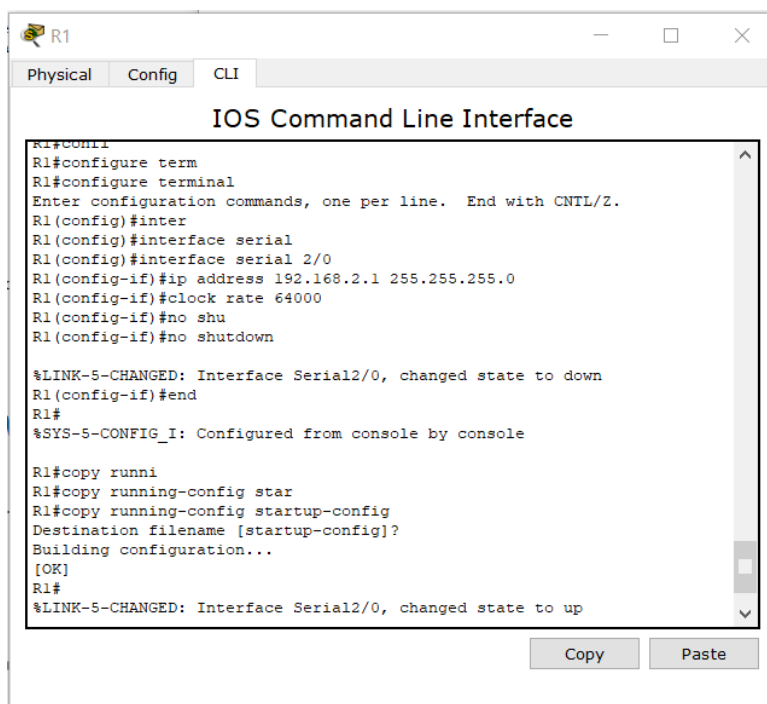 R1
Physical Config CLI
IOS Command Line Interface
R1#configure term
R1#configure terminal
Enter configuration commands, one per line.  End with CNTL/Z.
R1(config)#inter
R1(config)#interface serial
R1(config)#interface serial 2/0
R1(config-if)#ip address 192.168.2.1 255.255.255.0
R1(config-if)#clock rate 64000
R1(config-if)#no shu
R1(config-if)#no shutdown
%LINK-5-CHANGED: Interface Serial2/0, changed state to down
R1(config-if)#end
R1#
%SYS-5-CONFIG_I: Configured from console by console
R1#copy runni
R1#copy running-config star
R1#copy running-config startup-config
Destination filename [startup-config]?
Building configuration...
[OK]
R1#
%LINK-5-CHANGED: Interface Serial2/0, changed state to up
Copy Paste